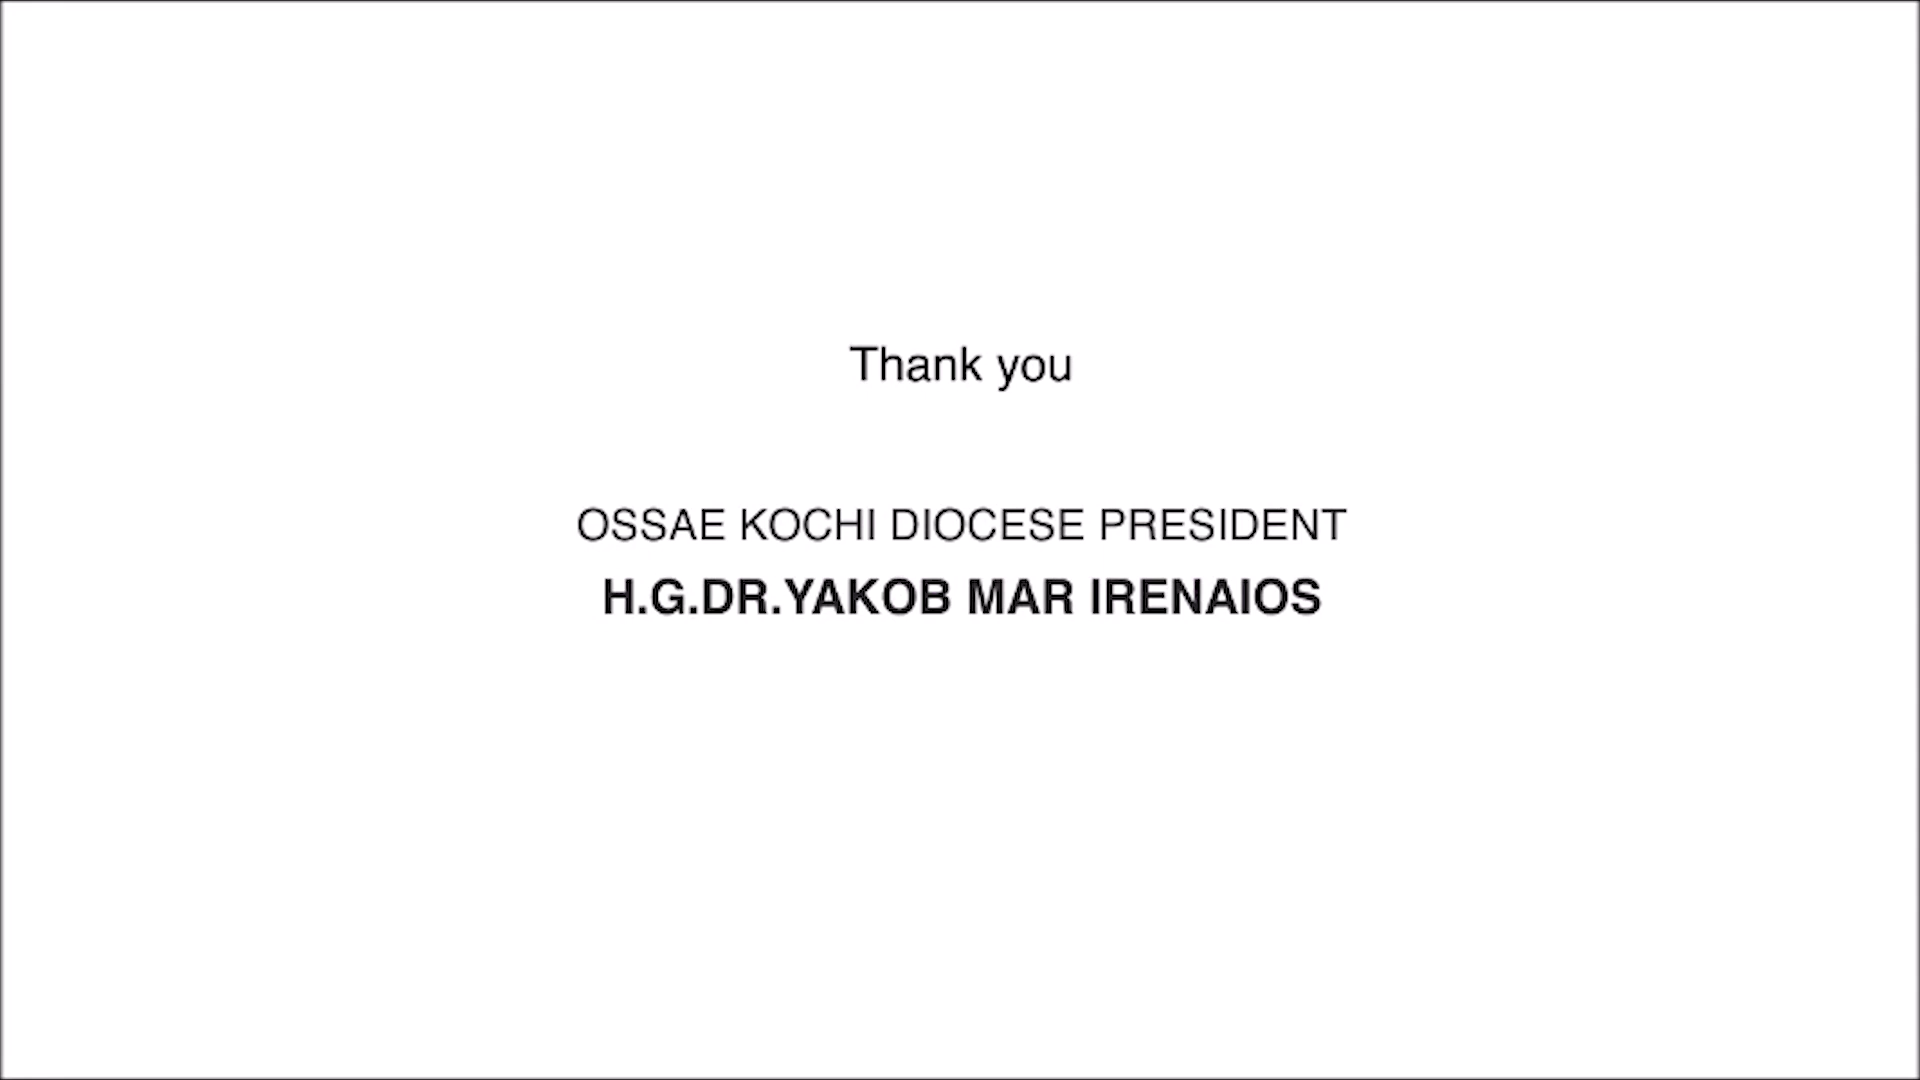 Thank you
OSSAE KOCHI DIOCESE PRESIDENT
H.G.DR.YAKOB MAR IRENAIOS